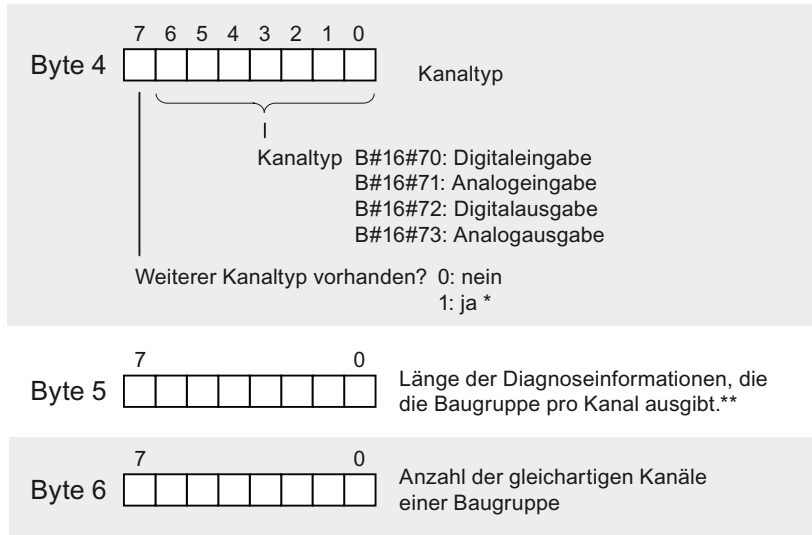 7 6 5 4 3 2 1 0
Byte 4
Kanaltyp
Kanaltyp B#16#70: Digitaleingabe
B#16#71: Analogeingabe
B#16#72: Digitalausgabe
B#16#73: Analogausgabe
Weiterer Kanaltyp vorhanden? 0: nein
1: ja *
7 0
Byte 5
Länge der Diagnoseinformationen, die
die Baugruppe pro Kanal ausgibt.**
7 0
Byte 6
Anzahl der gleichartigen Kanäle
einer Baugruppe